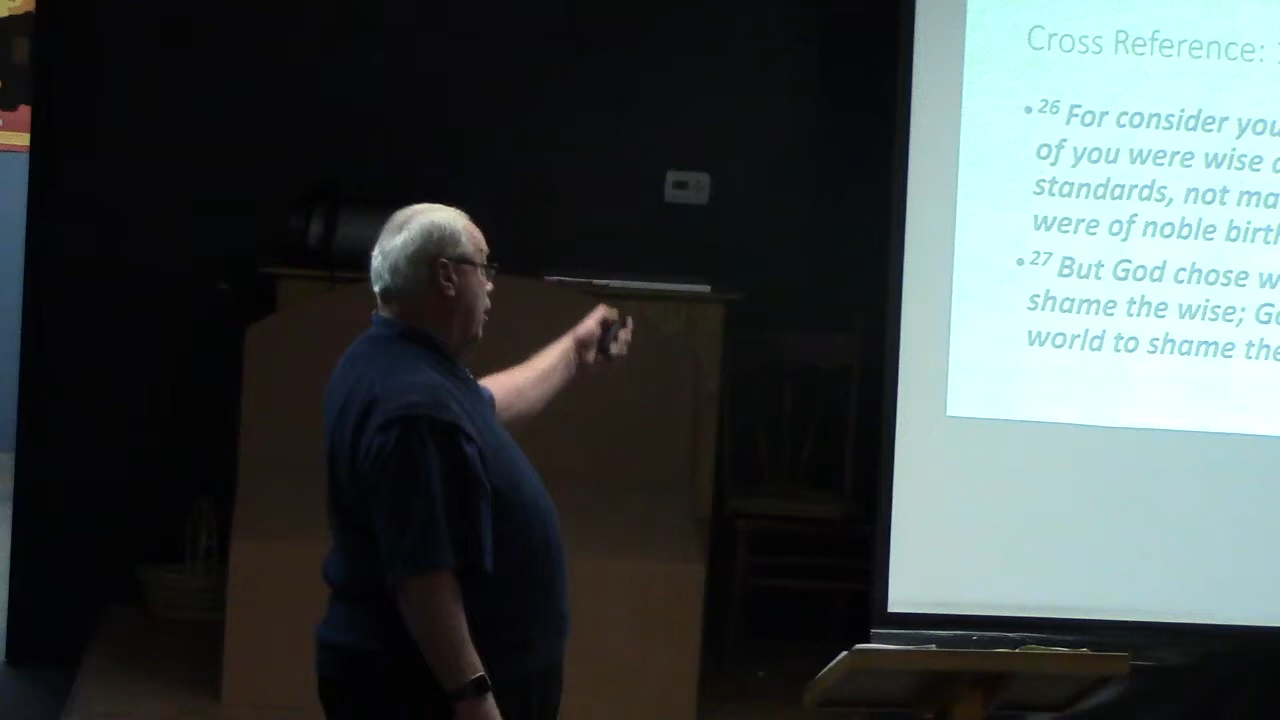 Cross Reference:
• 26 For consider you
of you were wise
standards, not ma
were of noble birth
• 27 But God chose w
shame the wise; Go
world to shame the